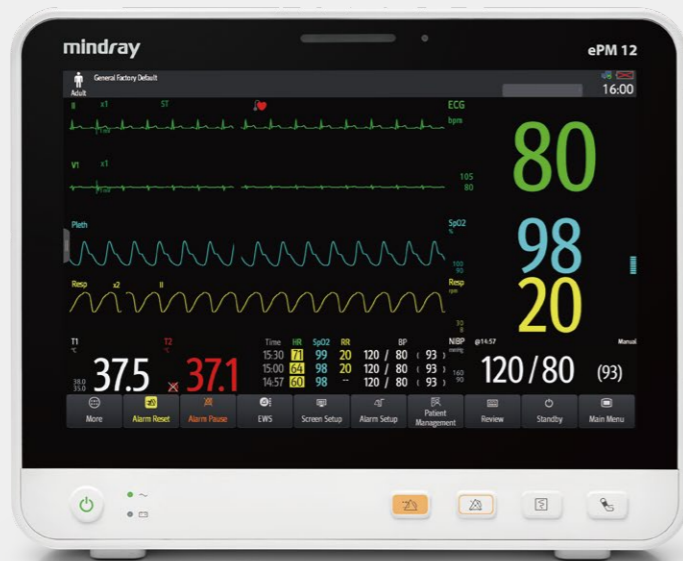 mindray
ePM 12
General Factory Default
Adult
16:00
II x1 ST ECG
bpm
1mV
80
V1 x1
105
80
1mV
Pleth SpO2
%
98
100
90
Resp x2 II Resp
rpm
20
30
8
T1 T2 Time HR SpO2 RR BP NIBP @14:57 Manual
°C °C mmHg
15:30 71 99 20 120 / 80 ( 93 )
15:00 64 98 20 120 / 80 ( 93 )
14:57 60 98 -- 120 / 80 ( 93 )
38.0
35.0
37.5 37.1
160
90
120/80 (93)
More
Alarm Reset
Alarm Pause
EWS
Screen Setup
Alarm Setup
Patient
Management
Review
Standby
Main Menu